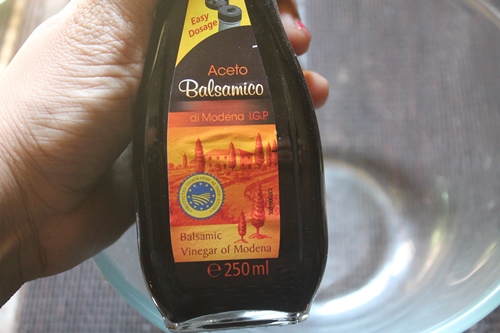 Easy
Dosage
Aceto
Balsamico
di Modena I.G.P.
Balsamic
Vinegar of Modena
℮ 250 ml